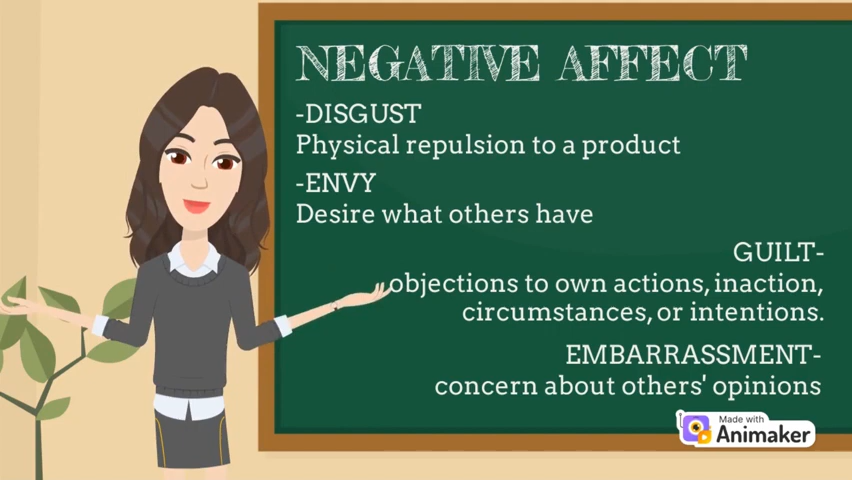 NEGATIVE AFFECT
-DISGUST
Physical repulsion to a product
-ENVY
Desire what others have
GUILT-
objections to own actions, inaction,
circumstances, or intentions.
EMBARRASSMENT-
concern about others' opinions
Made with
Animaker